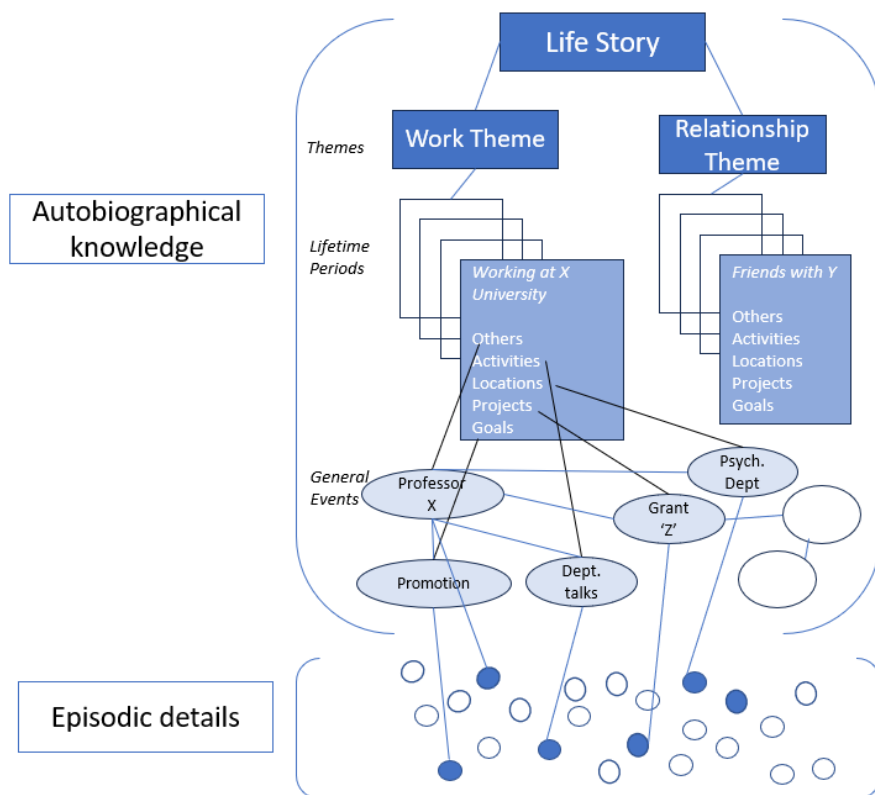 Life Story
Themes
Work Theme
Relationship
Theme
Autobiographical
knowledge
Lifetime
Periods
Working at X
University
Others
Activities
Locations
Projects
Goals
Friends with Y
Others
Activities
Locations
Projects
Goals
General
Events
Professor
X
Psych.
Dept
Grant
‘Z’
Promotion
Dept.
talks
Episodic details